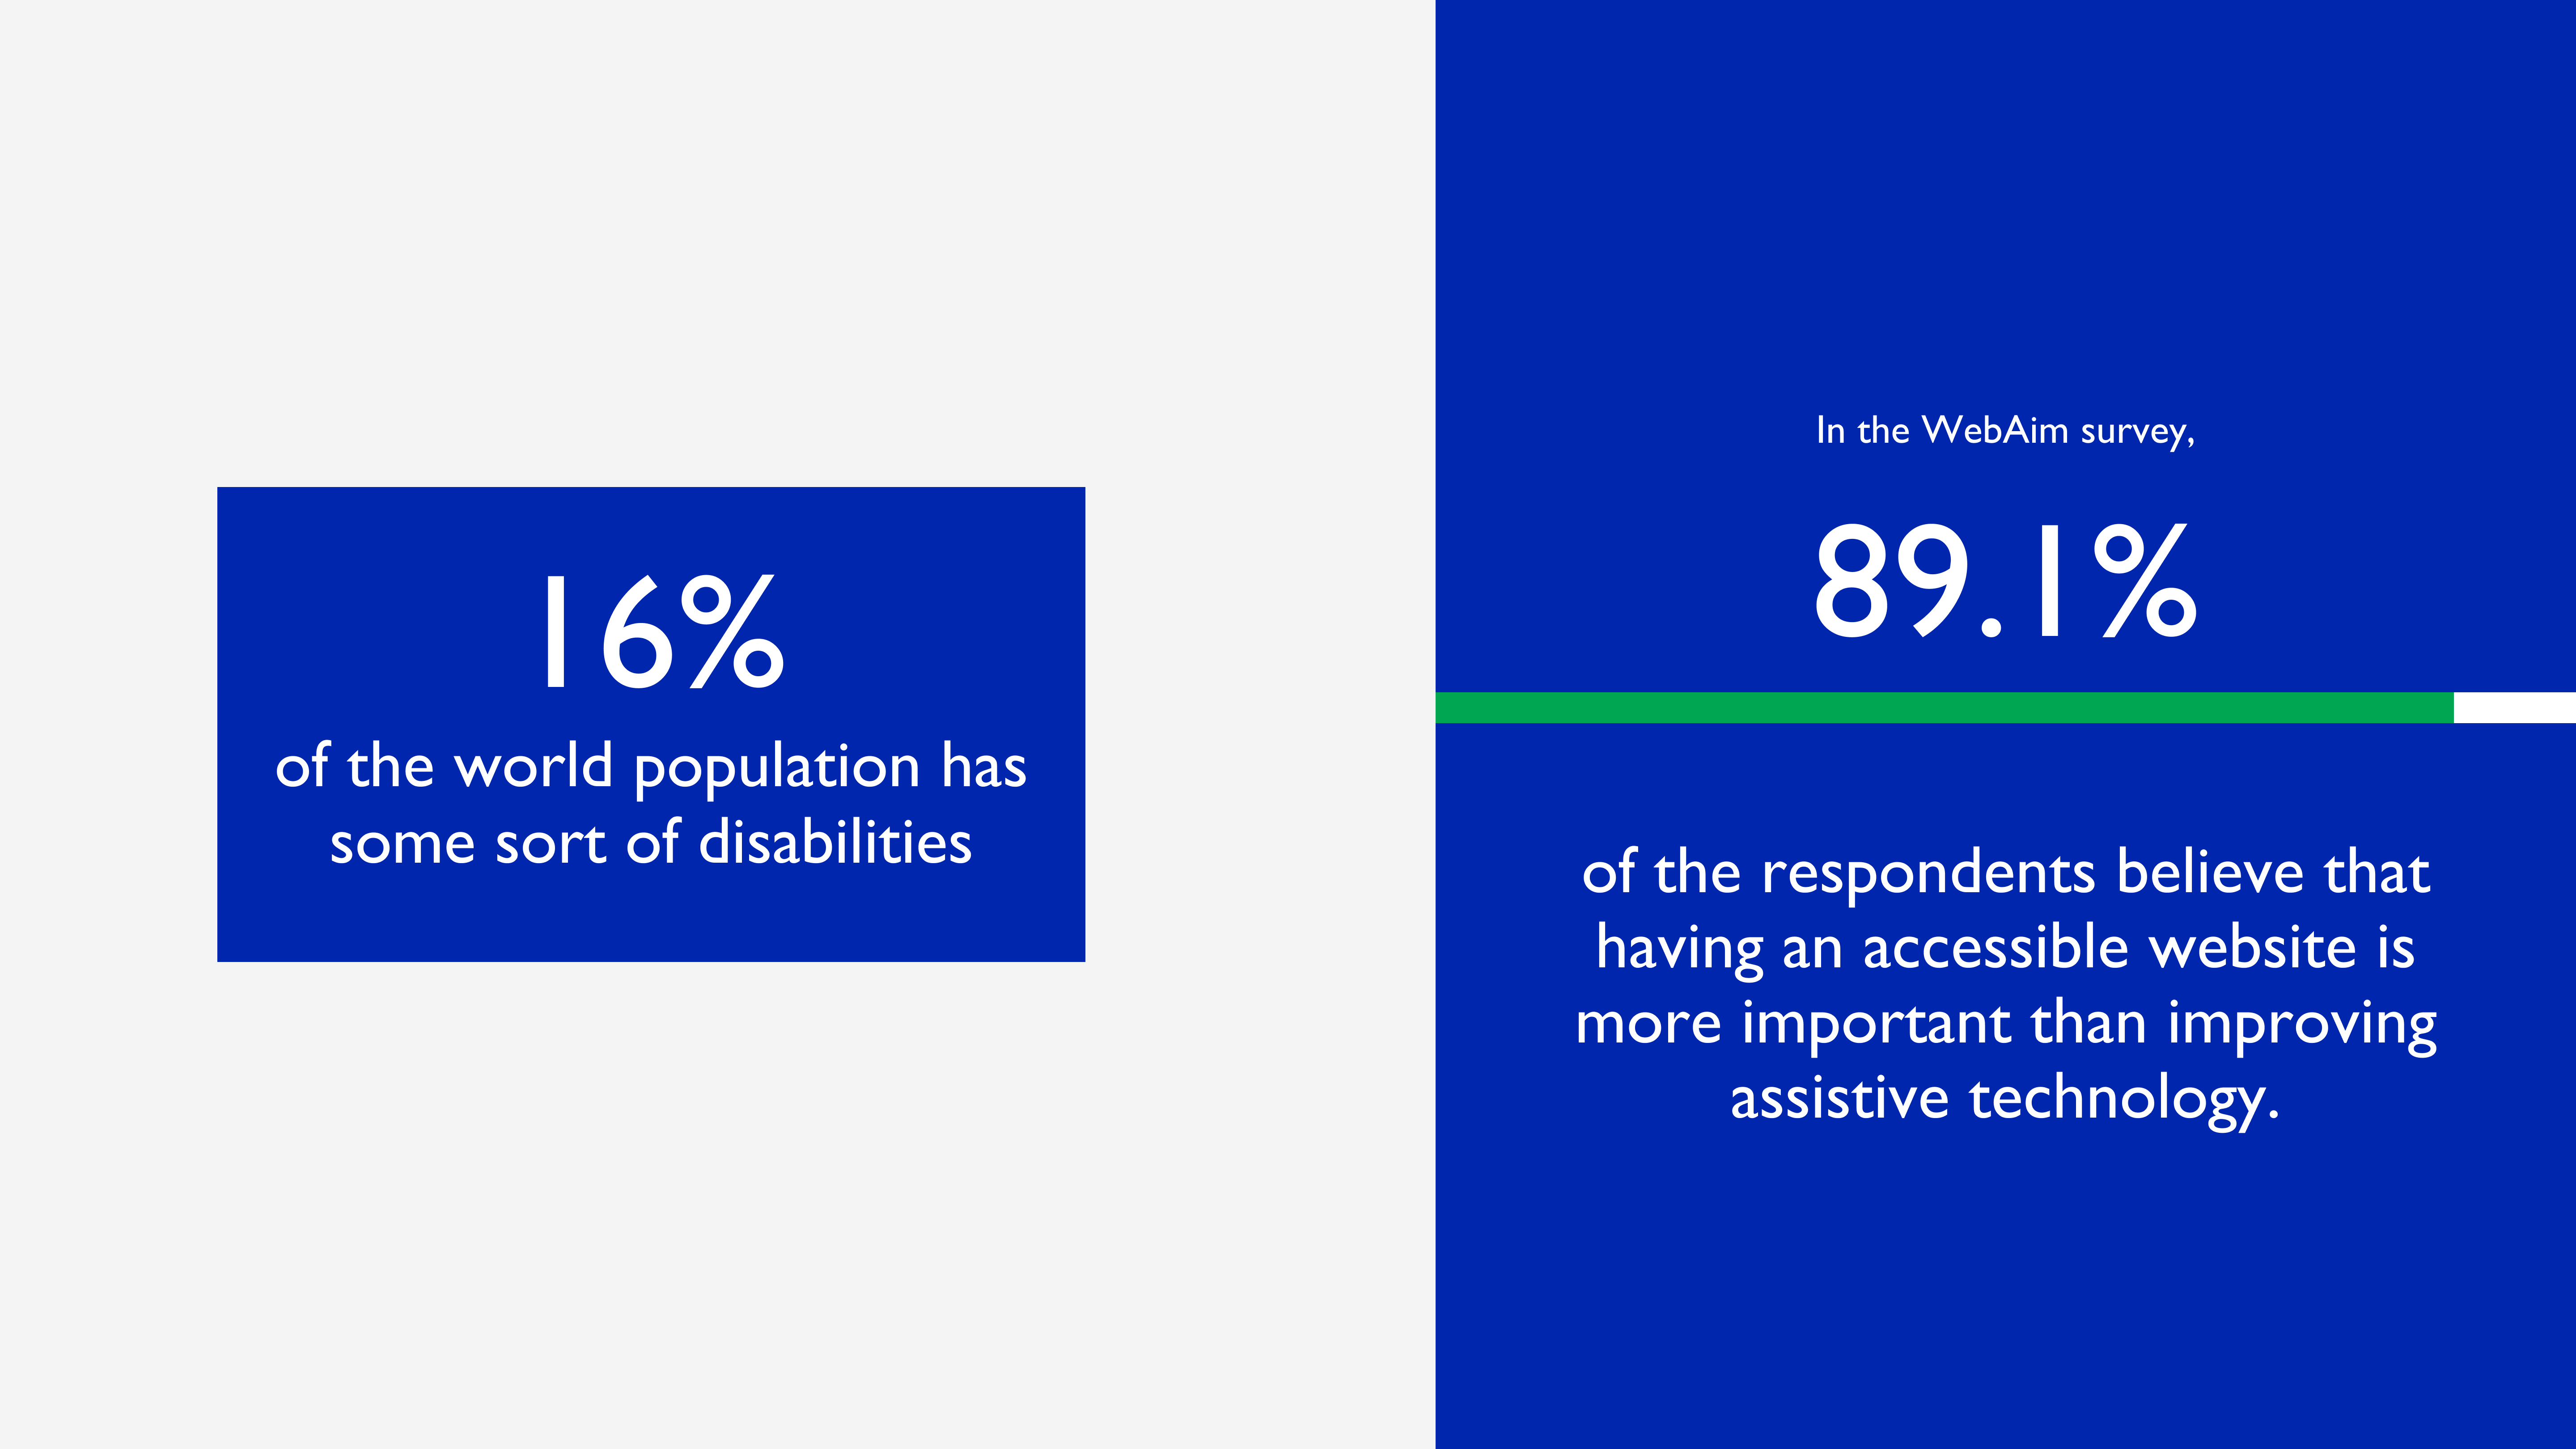 16%
of the world population has
some sort of disabilities
In the WebAim survey,
89.1%
of the respondents believe that
having an accessible website is
more important than improving
assistive technology.